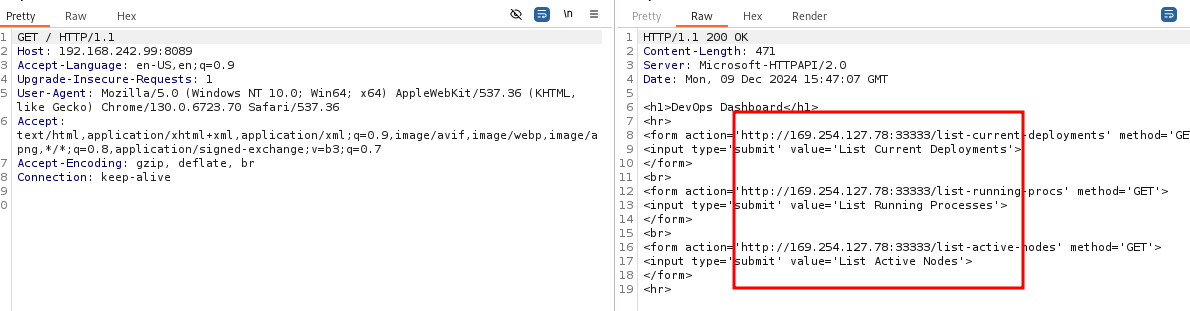 Pretty Raw Hex \n
1 GET / HTTP/1.1
2 Host: 192.168.242.99:8089
3 Accept-Language: en-US,en;q=0.9
4 Upgrade-Insecure-Requests: 1
5 User-Agent: Mozilla/5.0 (Windows NT 10.0; Win64; x64) AppleWebKit/537.36 (KHTML,
like Gecko) Chrome/130.0.6723.70 Safari/537.36
6 Accept:
text/html,application/xhtml+xml,application/xml;q=0.9,image/avif,image/webp,image/a
png,*/*;q=0.8,application/signed-exchange;v=b3;q=0.7
7 Accept-Encoding: gzip, deflate, br
8 Connection: keep-alive
9
0
Pretty Raw Hex Render
1 HTTP/1.1 200 OK
2 Content-Length: 471
3 Server: Microsoft-HTTPAPI/2.0
4 Date: Mon, 09 Dec 2024 15:47:07 GMT
5
6 <h1>DevOps Dashboard</h1>
7 <hr>
8 <form action='http://169.254.127.78:33333/list-current-deployments' method='GE
9 <input type='submit' value='List Current Deployments'>
10 </form>
11 <br>
12 <form action='http://169.254.127.78:33333/list-running-procs' method='GET'>
13 <input type='submit' value='List Running Processes'>
14 </form>
15 <br>
16 <form action='http://169.254.127.78:33333/list-active-nodes' method='GET'>
17 <input type='submit' value='List Active Nodes'>
18 </form>
19 <hr>